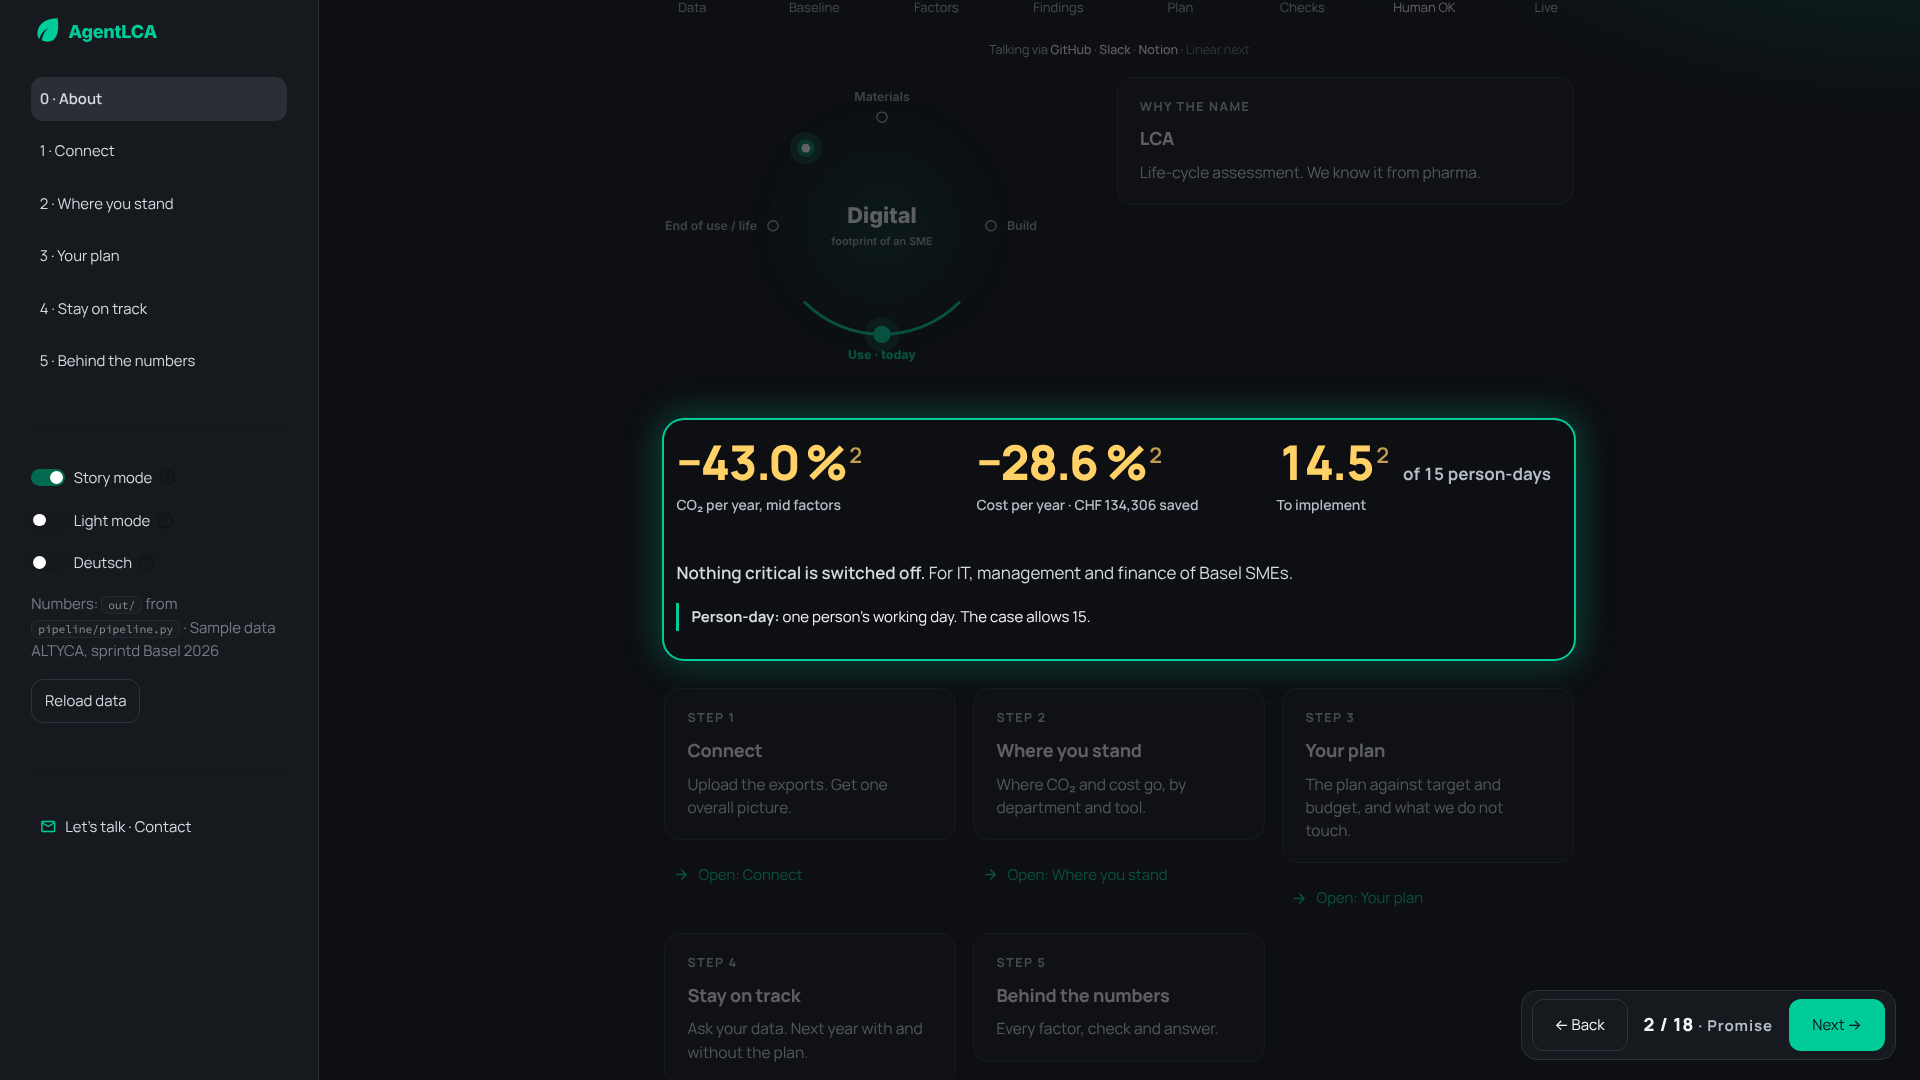 AgentLCA
0 · About
1 · Connect
2 · Where you stand
3 · Your plan
4 · Stay on track
5 · Behind the numbers
Story mode
Light mode
Deutsch
Numbers: out/ from
pipeline/pipeline.py · Sample data
ALTYCA, sprintd Basel 2026
Reload data
Let's talk · Contact
Data Baseline Factors Findings Plan Checks Human OK Live
Talking via GitHub · Slack · Notion · Linear next
Materials
End of use / life
Digital
footprint of an SME
Build
Use · today
WHY THE NAME
LCA
Life-cycle assessment. We know it from pharma.
−43.0 %²
CO₂ per year, mid factors
−28.6 %²
Cost per year · CHF 134,306 saved
14.5² of 15 person-days
To implement
Nothing critical is switched off. For IT, management and finance of Basel SMEs.
Person-day: one person's working day. The case allows 15.
STEP 1
Connect
Upload the exports. Get one
overall picture.
→ Open: Connect
STEP 2
Where you stand
Where CO₂ and cost go, by
department and tool.
→ Open: Where you stand
STEP 3
Your plan
The plan against target and
budget, and what we do not
touch.
→ Open: Your plan
STEP 4
Stay on track
Ask your data. Next year with and
without the plan.
STEP 5
Behind the numbers
Every factor, check and answer.
← Back
2 / 18 · Promise
Next →